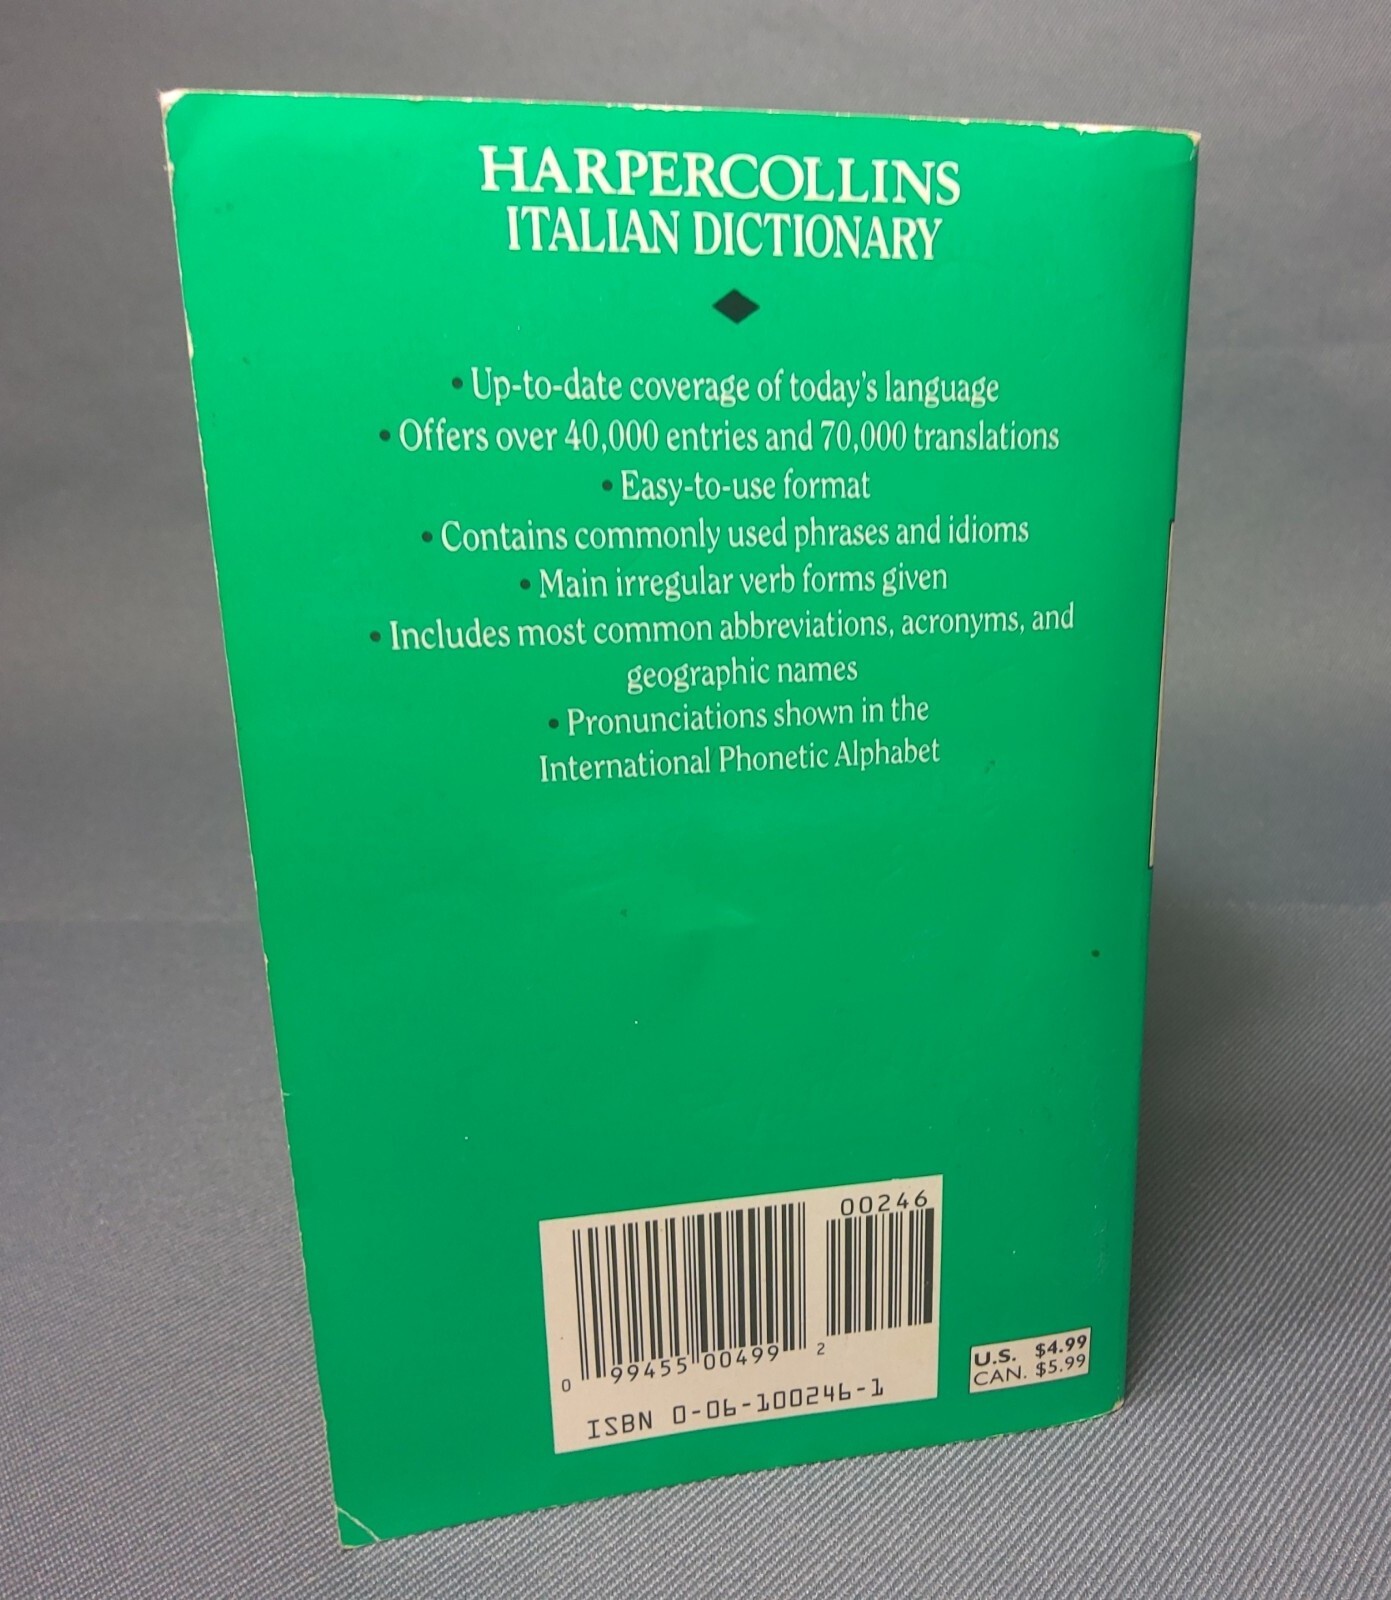 HARPERCOLLINS
ITALIAN DICTIONARY
• Up-to-date coverage of today's language
• Offers over 40,000 entries and 70,000 translations
• Easy-to-use format
• Contains commonly used phrases and idioms
• Main irregular verb forms given
• Includes most common abbreviations, acronyms, and
geographic names
• Pronunciations shown in the
International Phonetic Alphabet
00246
0 99455 00499 2
ISBN 0-06-100246-1
U.S. $4.99
CAN. $5.99